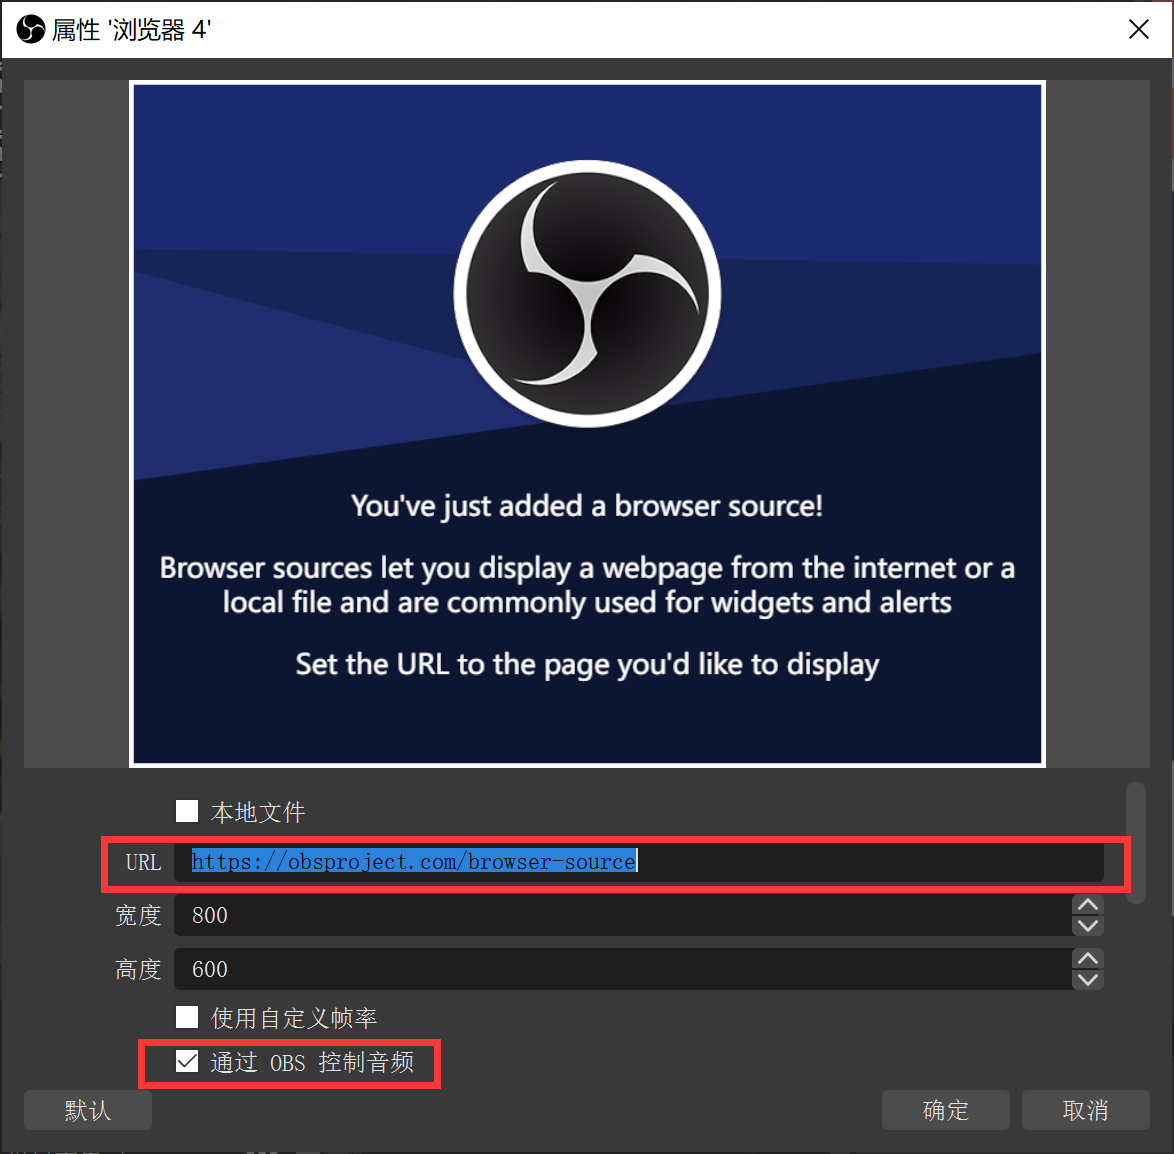 属性 '浏览器 4'
You've just added a browser source!
Browser sources let you display a webpage from the internet or a
local file and are commonly used for widgets and alerts
Set the URL to the page you'd like to display
本地文件
URL https://obsproject.com/browser-source
宽度 800
高度 600
使用自定义帧率
通过 OBS 控制音频
默认 确定 取消